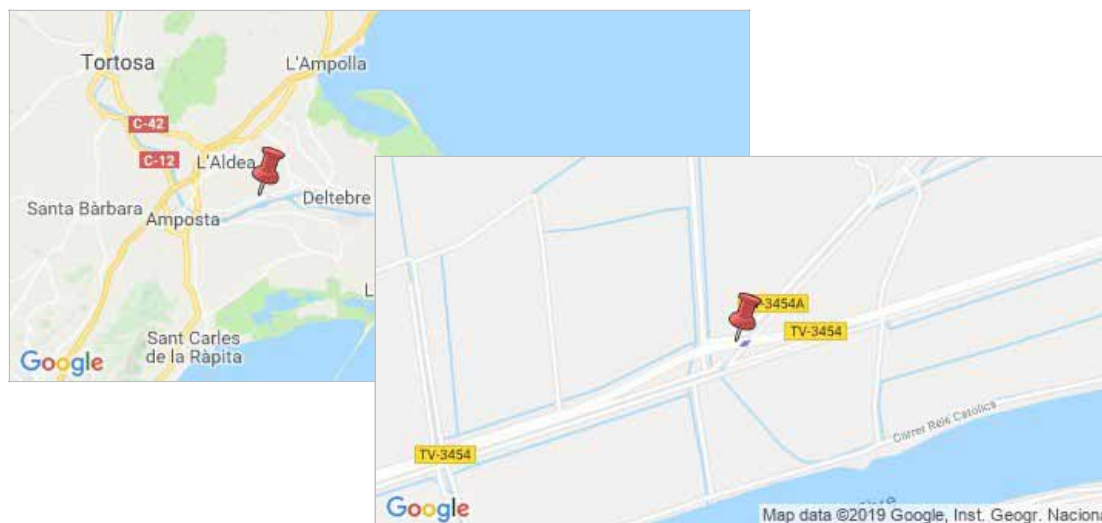 Tortosa
L'Ampolla
C-42
C-12
L'Aldea
Santa Bàrbara
Amposta
Deltebre
L
Sant Carles
de la Ràpita
Google
-3454A
TV-3454
Carrer Reis Catòlics
TV-3454
Google
Map data ©2019 Google, Inst. Geogr. Naciona